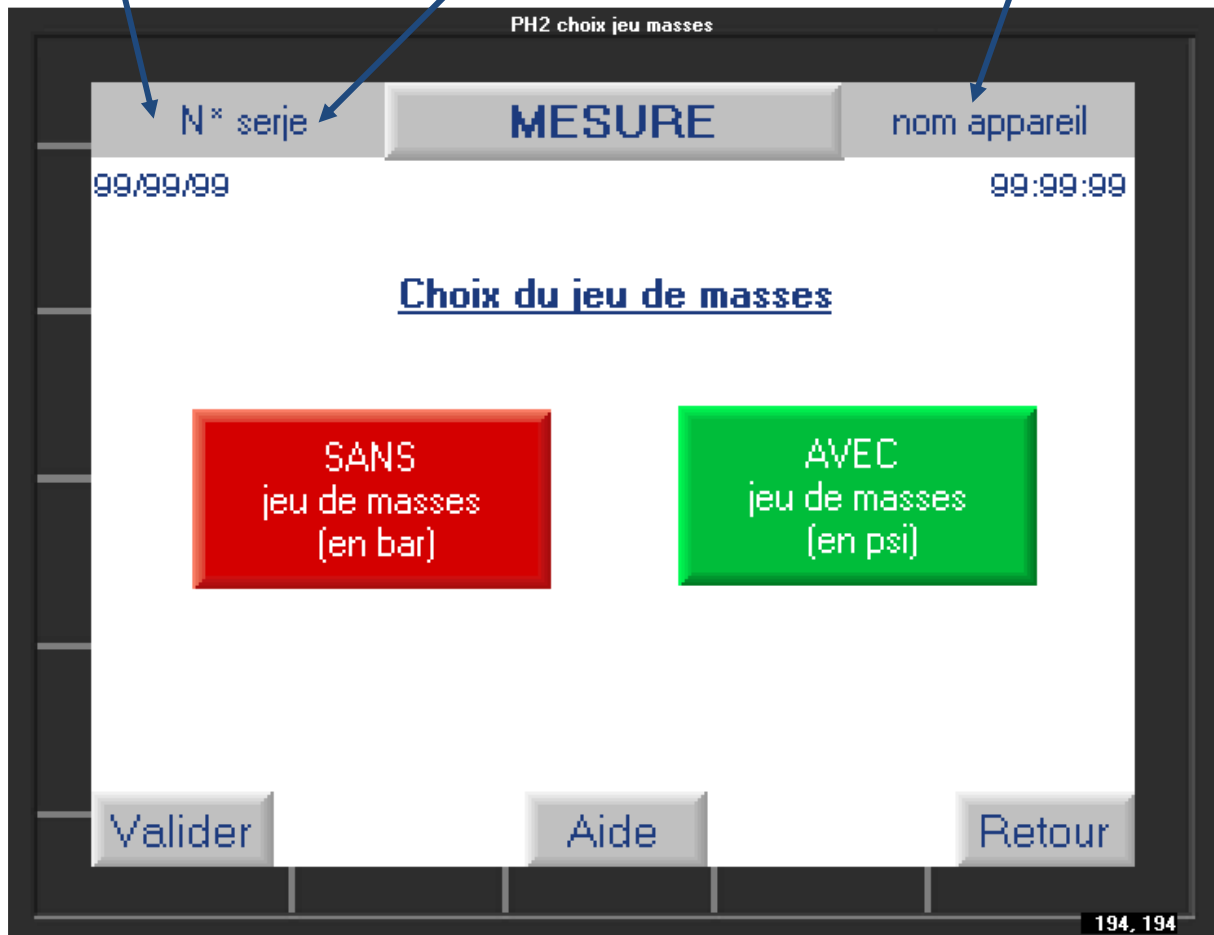 PH2 choix jeu masses
N* serje
MESURE
nom appareil
99/99/99
99:99:99
Choix du jeu de masses
SANS
jeu de masses
(en bar)
AVEC
jeu de masses
(en psi)
Valider
Aide
Retour
194, 194